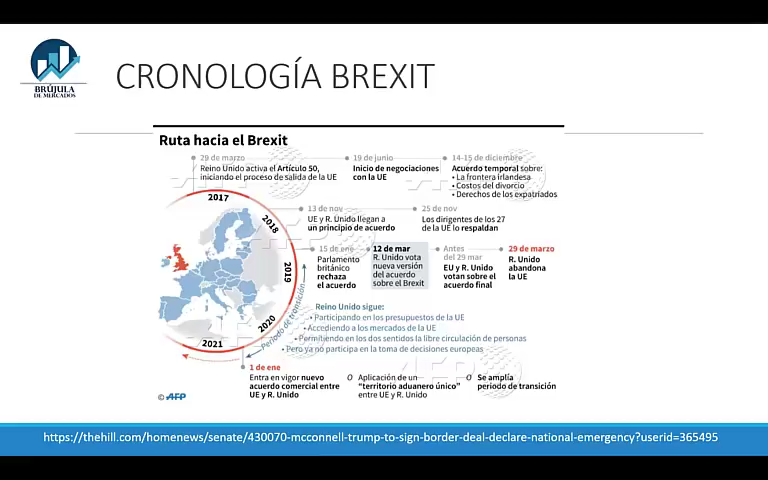 BRÚJULA
DE MERCADOS
CRONOLOGÍA BREXIT
Ruta hacia el Brexit
29 de marzo
Reino Unido activa el Artículo 50,
iniciando el proceso de salida de la UE
19 de junio
Inicio de negociaciones
con la UE
14-15 de diciembre
Acuerdo temporal sobre:
• La frontera irlandesa
• Costos del divorcio
• Derechos de los expatriados
2017
13 de nov
UE y R. Unido llegan a
un principio de acuerdo
25 de nov
Los dirigentes de los 27
de la UE lo respaldan
2018
15 de ene
Parlamento
británico
rechaza
el acuerdo
12 de mar
R. Unido vota
nueva versión
del acuerdo
sobre el Brexit
Antes
del 29 mar
EU y R. Unido
votan sobre el
acuerdo final
29 de marzo
R. Unido
abandona
la UE
2019
Periodo de transición
Reino Unido sigue:
• Participando en los presupuestos de la UE
• Accediendo a los mercados de la UE
• Permitiendo en los dos sentidos la libre circulación de personas
• Pero ya no participa en la toma de decisiones europeas
2020
2021
1 de ene
Entra en vigor nuevo
acuerdo comercial entre
UE y R. Unido
O Aplicación de un
"territorio aduanero único"
entre UE y R. Unido
O Se amplía
periodo de transición
© AFP
https://thehill.com/homenews/senate/430070-mcconnell-trump-to-sign-border-deal-declare-national-emergency?userid=365495